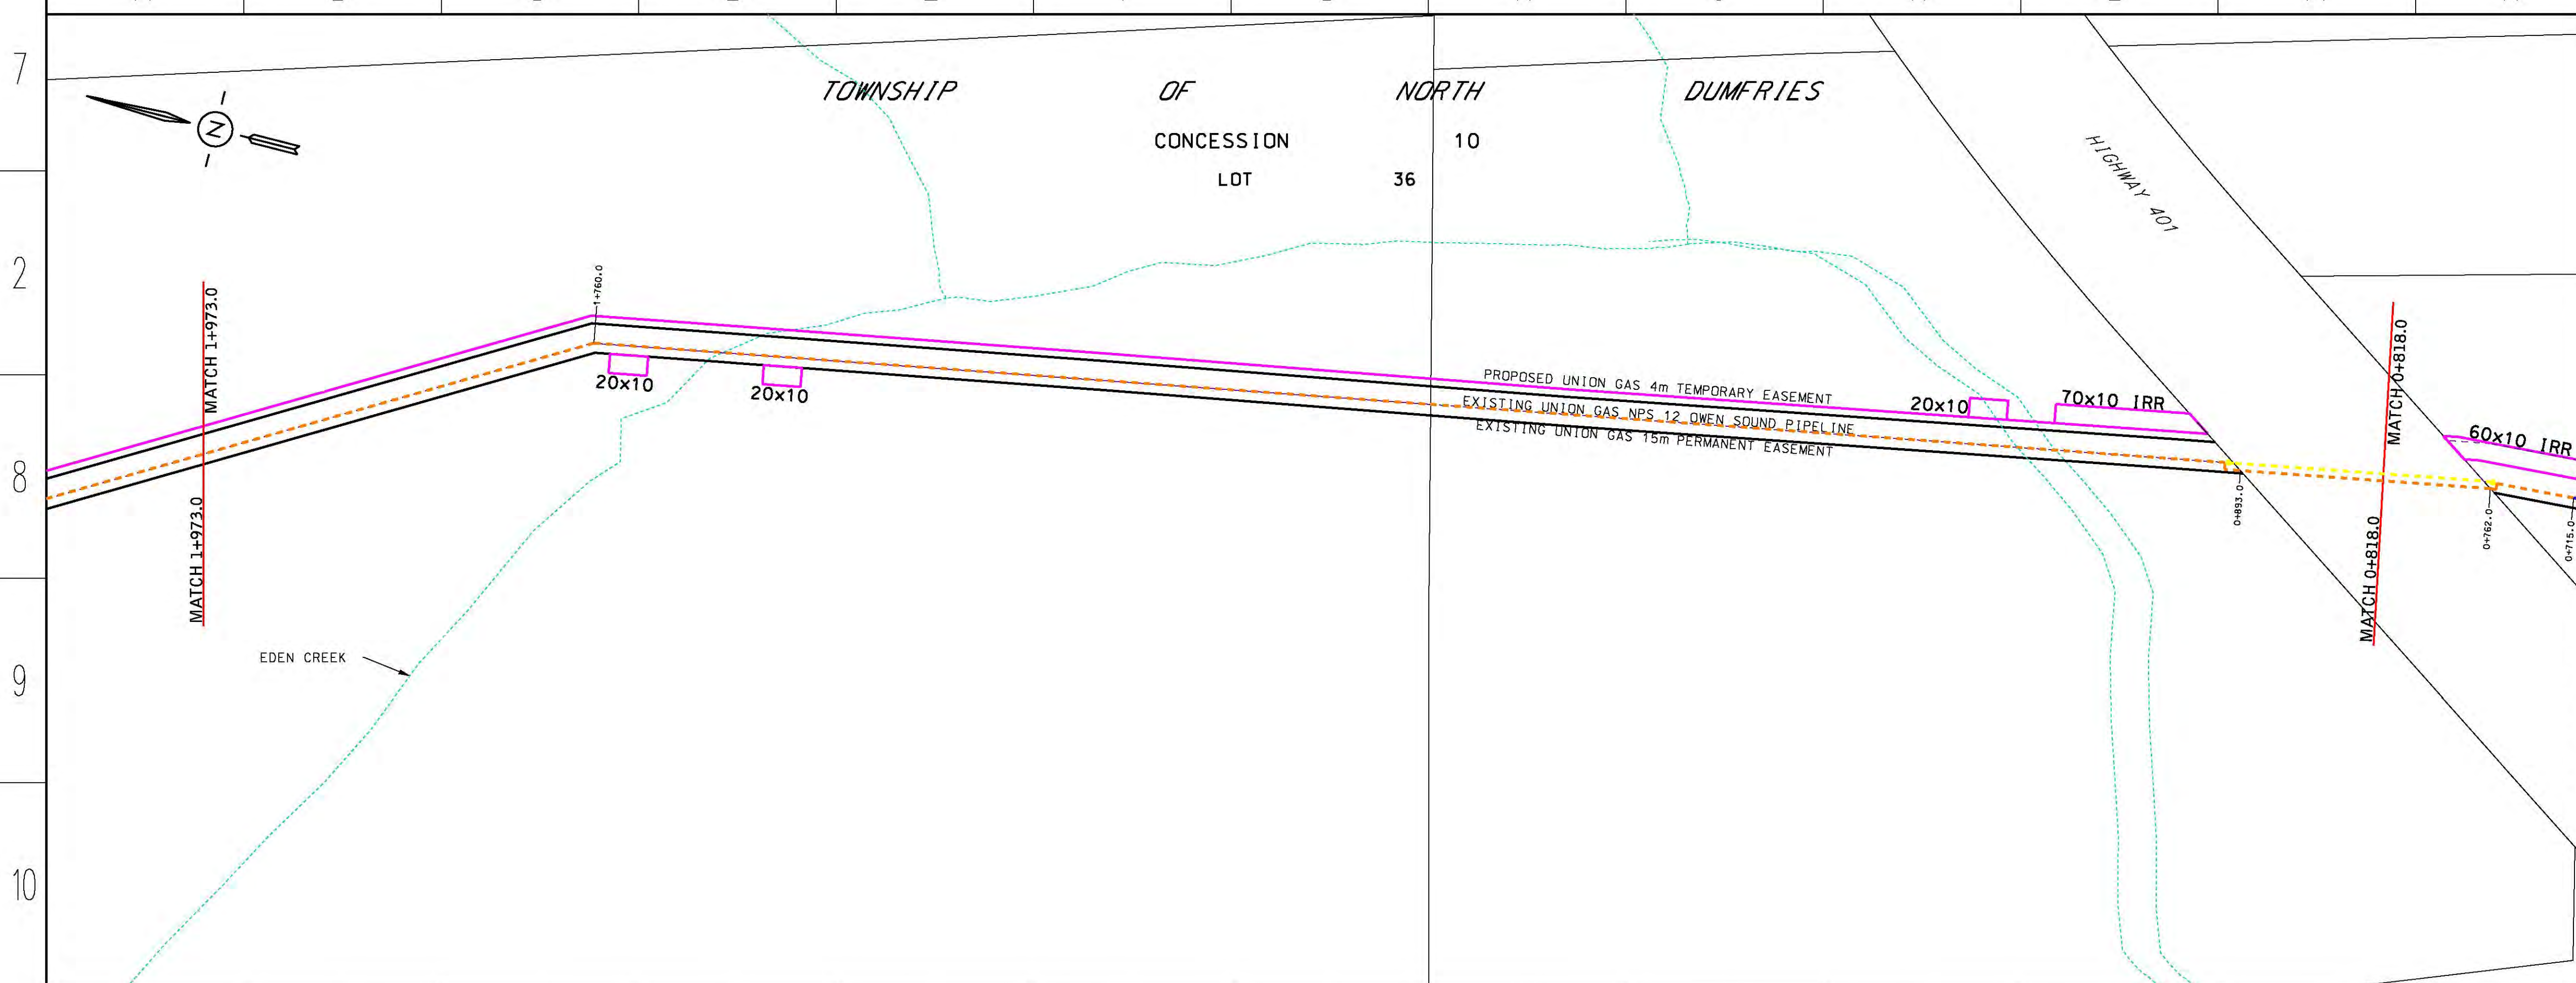 7
TOWNSHIP OF NORTH DUMFRIES
Z
CONCESSION 10
LOT 36
HIGHWAY 401
2
1+760.0
MATCH 1+973.0
MATCH 1+973.0
20x10
20x10
PROPOSED UNION GAS 4m TEMPORARY EASEMENT
EXISTING UNION GAS NPS 12 OWEN SOUND PIPELINE
EXISTING UNION GAS 15m PERMANENT EASEMENT
20x10
70x10 IRR
MATCH 0+818.0
MATCH 0+818.0
60x10 IRR
8
0+893.0
0+762.0
0+715.0
EDEN CREEK
9
10